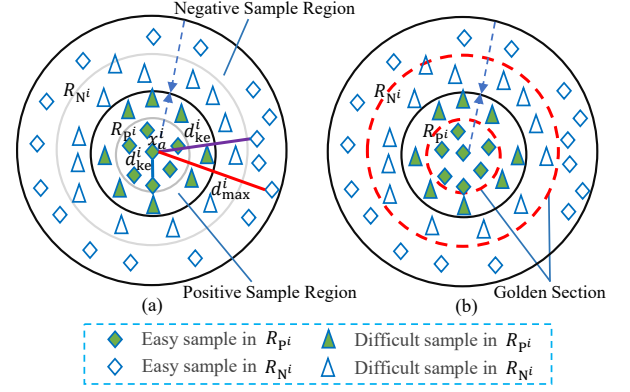 Negative Sample Region
R_N^i
R_P^i
x_a^i
d_ke^i
d_ke^i
d_max^i
Positive Sample Region
(a)
R_N^i
R_P^i
Golden Section
(b)
Easy sample in R_P^i
Difficult sample in R_P^i
Easy sample in R_N^i
Difficult sample in R_N^i